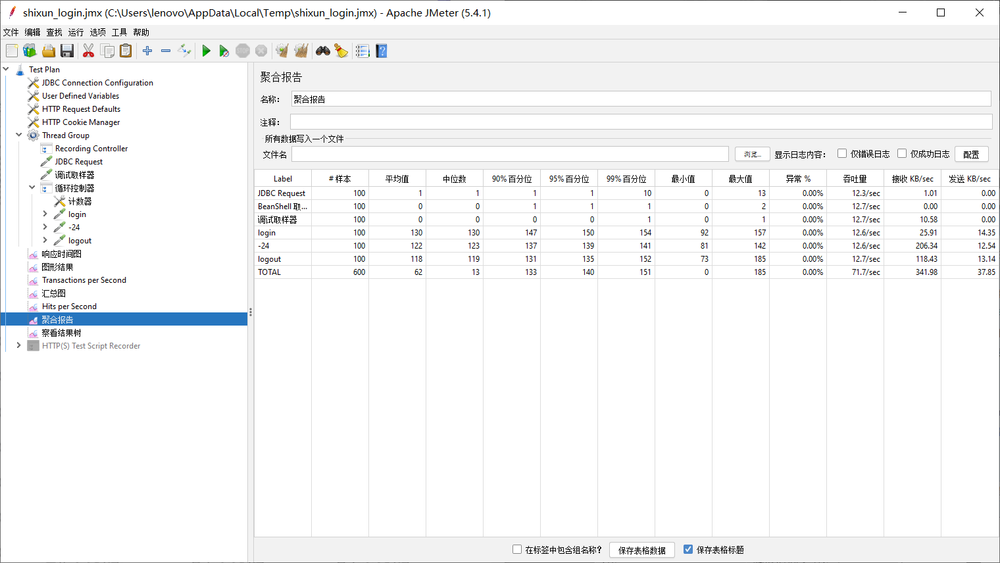 shixun_login.jmx (C:\Users\lenovo\AppData\Local\Temp\shixun_login.jmx) - Apache JMeter (5.4.1)
文件 编辑 查找 运行 选项 工具 帮助
STOP
Test Plan
JDBC Connection Configuration
User Defined Variables
HTTP Request Defaults
HTTP Cookie Manager
Thread Group
Recording Controller
JDBC Request
调试取样器
循环控制器
计数器
login
-24
logout
响应时间图
图形结果
Transactions per Second
汇总图
Hits per Second
聚合报告
察看结果树
HTTP(S) Test Script Recorder
聚合报告
名称： 聚合报告
注释：
所有数据写入一个文件
文件名 浏览... 显示日志内容： 仅错误日志 仅成功日志 配置
Label # 样本 平均值 中位数 90% 百分位 95% 百分位 99% 百分位 最小值 最大值 异常 % 吞吐量 接收 KB/sec 发送 KB/sec
JDBC Request 100 1 1 1 1 10 0 13 0.00% 12.3/sec 1.01 0.00
BeanShell 取... 100 0 0 1 1 1 0 2 0.00% 12.7/sec 0.00 0.00
调试取样器 100 0 0 0 0 1 0 1 0.00% 12.7/sec 10.58 0.00
login 100 130 130 147 150 154 92 157 0.00% 12.6/sec 25.91 14.35
-24 100 122 123 137 139 141 81 142 0.00% 12.6/sec 206.34 12.54
logout 100 118 119 131 135 152 73 185 0.00% 12.7/sec 118.43 13.14
TOTAL 600 62 13 133 140 151 0 185 0.00% 71.7/sec 341.98 37.85
在标签中包含组名称? 保存表格数据 保存表格标题